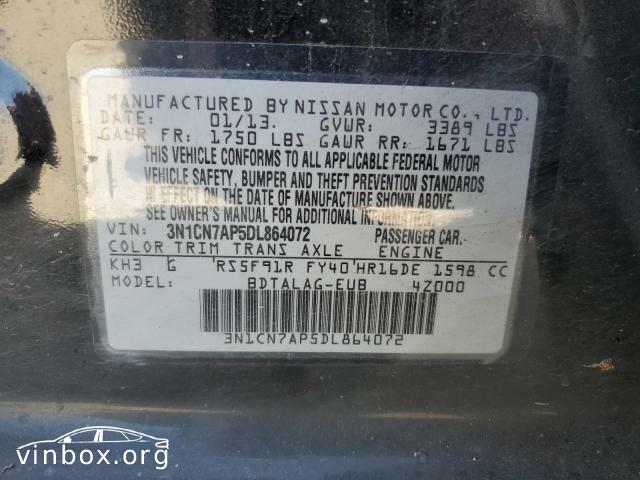 MANUFACTURED BY NISSAN MOTOR CO., LTD.
DATE: 01/13. GVWR: 3389 LBS
GAWR FR: 1750 LBS GAWR RR: 1671 LBS
THIS VEHICLE CONFORMS TO ALL APPLICABLE FEDERAL MOTOR
VEHICLE SAFETY, BUMPER AND THEFT PREVENTION STANDARDS
IN EFFECT ON THE DATE OF MANUFACTURE SHOWN ABOVE.
SEE OWNER'S MANUAL FOR ADDITIONAL INFORMATION.
VIN: 3N1CN7AP5DL864072 PASSENGER CAR
COLOR TRIM TRANS AXLE ENGINE
KH3 G RS5F91R FY40 HR16DE 1598 CC
MODEL: BDTALAG-EUB 4Z000
3N1CN7AP5DL864072
vinbox.org